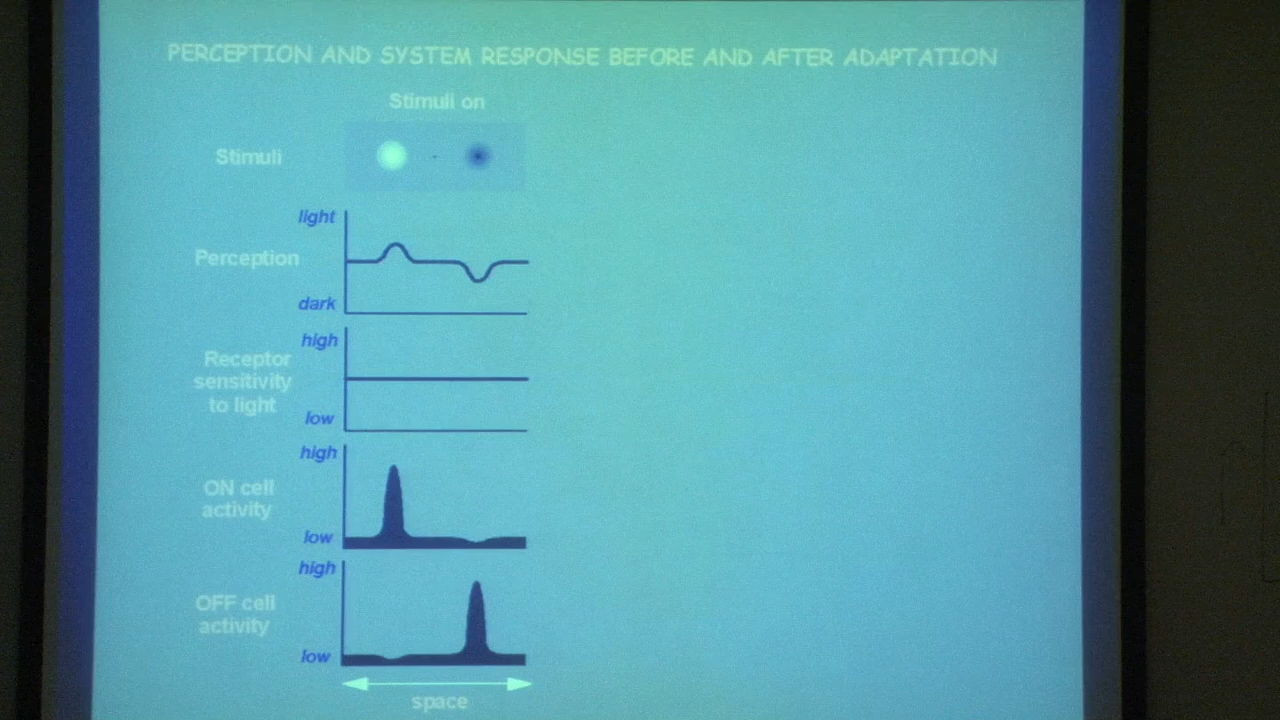 PERCEPTION AND SYSTEM RESPONSE BEFORE AND AFTER ADAPTATION
Stimuli on
Stimuli
light
Perception
dark
high
Receptor
sensitivity
to light
low
high
ON cell
activity
low
high
OFF cell
activity
low
space